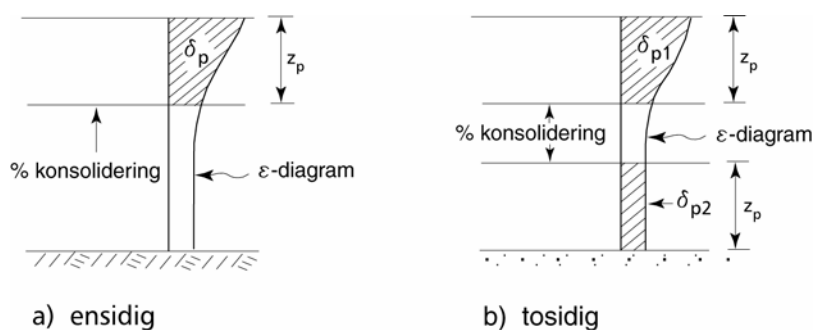 δp
zp
% konsolidering
ε-diagram
a) ensidig
δp1
zp
% konsolidering
ε-diagram
δp2
zp
b) tosidig